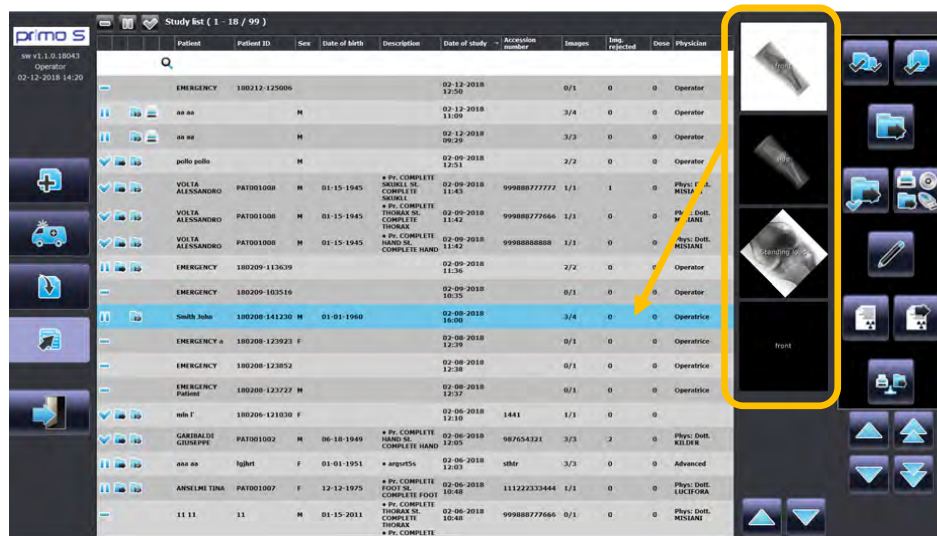 primo S
sw v1.1.0.18043
Operator
02-12-2018 14:20
Study list ( 1 - 18 / 99 )
Patient Patient ID Sex Date of birth Description Date of study Accession number Images Img. rejected Dose Physician
EMERGENCY 180212-125006 02-12-2018 12:50 0/1 0 0 Operator
aa aa M 02-12-2018 11:09 3/4 0 0 Operator
aa aa M 02-12-2018 09:29 3/3 0 0 Operator
pollo pollo M 02-09-2018 12:51 2/2 0 0 Operator
VOLTA ALESSANDRO PAT001008 M 01-15-1945 • Pr. COMPLETE SKUKLL St. COMPLETE SKUKLL 02-09-2018 11:43 999888777777 1/1 1 0 Phys: Dott. MISIANI
VOLTA ALESSANDRO PAT001008 M 01-15-1945 • Pr. COMPLETE THORAX St. COMPLETE THORAX 02-09-2018 11:42 999888777666 1/1 0 0 Phys: Dott. MISIANI
VOLTA ALESSANDRO PAT001008 M 01-15-1945 • Pr. COMPLETE HAND St. COMPLETE HAND 02-09-2018 11:42 99988888888 1/1 0 0 Phys: Dott. MISIANI
EMERGENCY 180209-113639 02-09-2018 11:36 2/2 0 0 Operator
EMERGENCY 180209-103516 02-09-2018 10:35 0/1 0 0 Operator
Smith John 180208-141230 M 01-01-1960 02-08-2018 16:00 3/4 0 0 Operatrice
EMERGENCY a 180208-123923 F 02-08-2018 12:39 0/1 0 0 Operatrice
EMERGENCY 180208-123852 02-08-2018 12:38 0/1 0 0 Operatrice
EMERGENCY Patient 180208-123727 M 02-08-2018 12:37 0/1 0 0 Operatrice
180206-121030 F 02-06-2018 12:10 1441 1/1 0 0
GARIBALDI GIUSEPPE PAT001002 M 06-18-1949 • Pr. COMPLETE HAND St. COMPLETE HAND 02-06-2018 12:05 987654321 3/3 2 0 Phys: Dott. KILDER
aaa aa F 01-01-1951 02-06-2018 12:03 sthtr 3/3 0 0 Advanced
ANSELMI TINA PAT001007 F 12-12-1975 • Pr. COMPLETE FOOT St. COMPLETE FOOT 02-06-2018 10:48 111222333444 1/1 0 0 Phys: Dott. LUCIFORA
11 11 11 M 01-15-2011 • Pr. COMPLETE THORAX St. COMPLETE THORAX 02-06-2018 10:48 999888777666 0/1 0 0 Phys: Dott. MISIANI
• Pr. COMPLETE
front
side
Standing
front